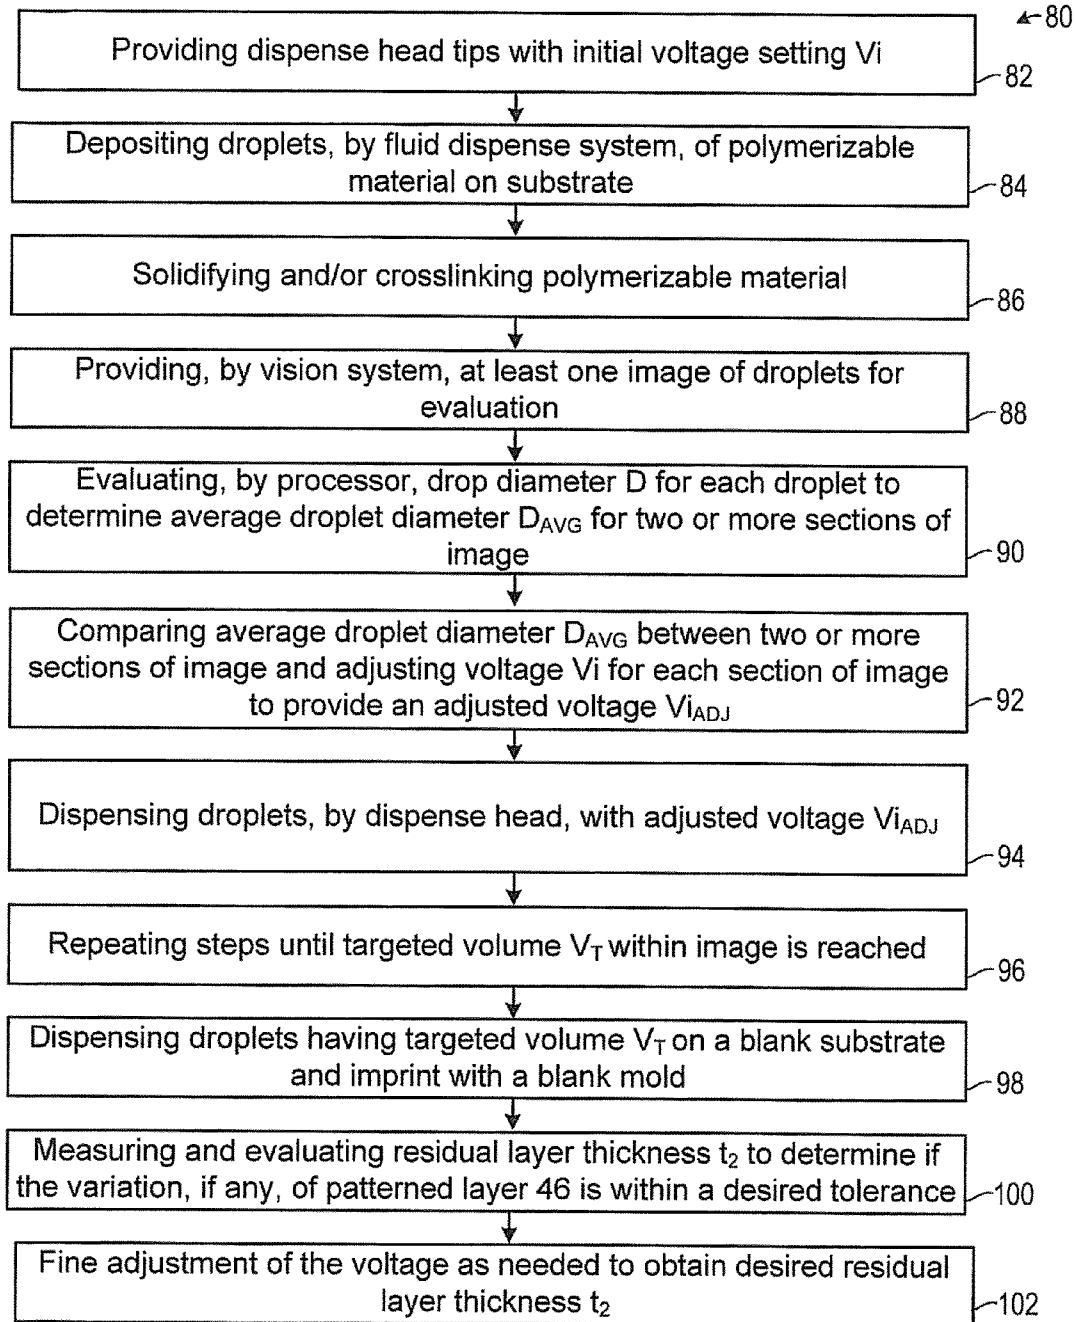 80
Providing dispense head tips with initial voltage setting Vi
82
Depositing droplets, by fluid dispense system, of polymerizable
material on substrate
84
Solidifying and/or crosslinking polymerizable material
86
Providing, by vision system, at least one image of droplets for
evaluation
88
Evaluating, by processor, drop diameter D for each droplet to
determine average droplet diameter D_AVG for two or more sections of
image
90
Comparing average droplet diameter D_AVG between two or more
sections of image and adjusting voltage Vi for each section of image
to provide an adjusted voltage Vi_ADJ
92
Dispensing droplets, by dispense head, with adjusted voltage Vi_ADJ
94
Repeating steps until targeted volume V_T within image is reached
96
Dispensing droplets having targeted volume V_T on a blank substrate
and imprint with a blank mold
98
Measuring and evaluating residual layer thickness t₂ to determine if
the variation, if any, of patterned layer 46 is within a desired tolerance
100
Fine adjustment of the voltage as needed to obtain desired residual
layer thickness t₂
102